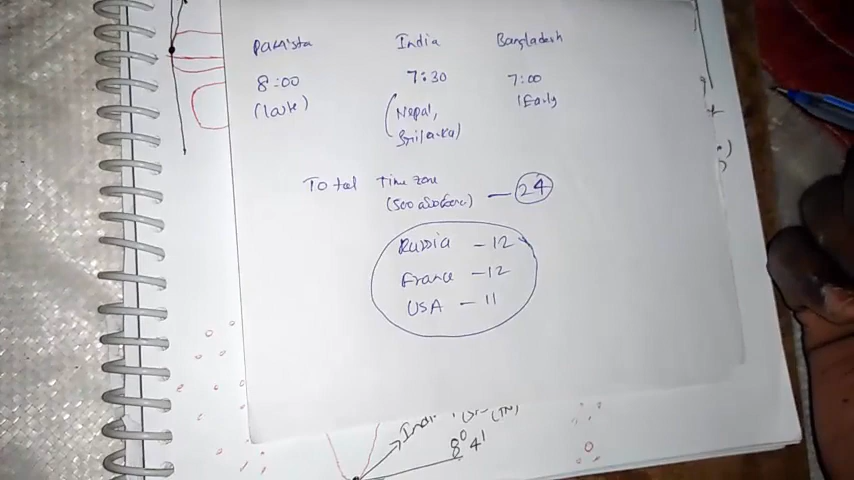 Pakista India Bangladesh
8:00 7:30 7:00
(late) (Nepal, (Early
Srilanka)
Total Time zone
— 24
Russia - 12
France - 12
USA - 11
8° 4'